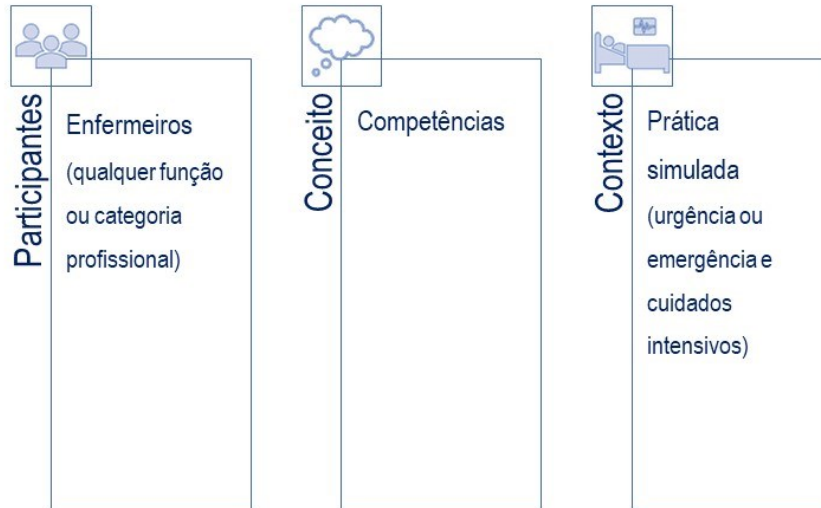 Participantes
Enfermeiros
(qualquer função
ou categoria
profissional)
Conceito
Competências
Contexto
Prática
simulada
(urgência ou
emergência e
cuidados
intensivos)